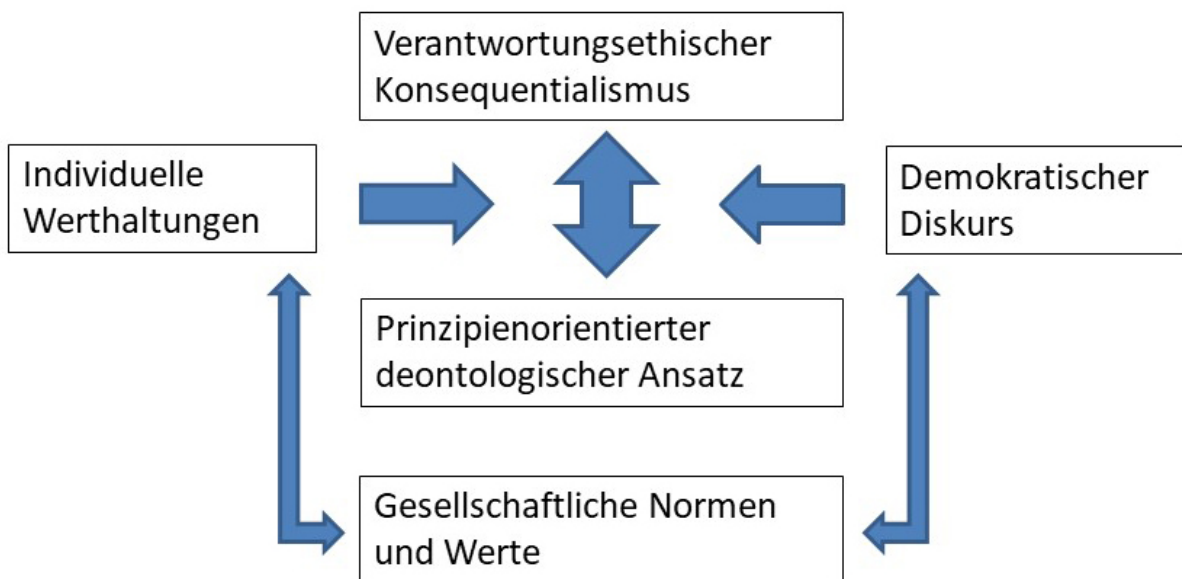 Verantwortungsethischer
Konsequentialismus
Individuelle
Werthaltungen
Demokratischer
Diskurs
Prinzipienorientierter
deontologischer Ansatz
Gesellschaftliche Normen
und Werte